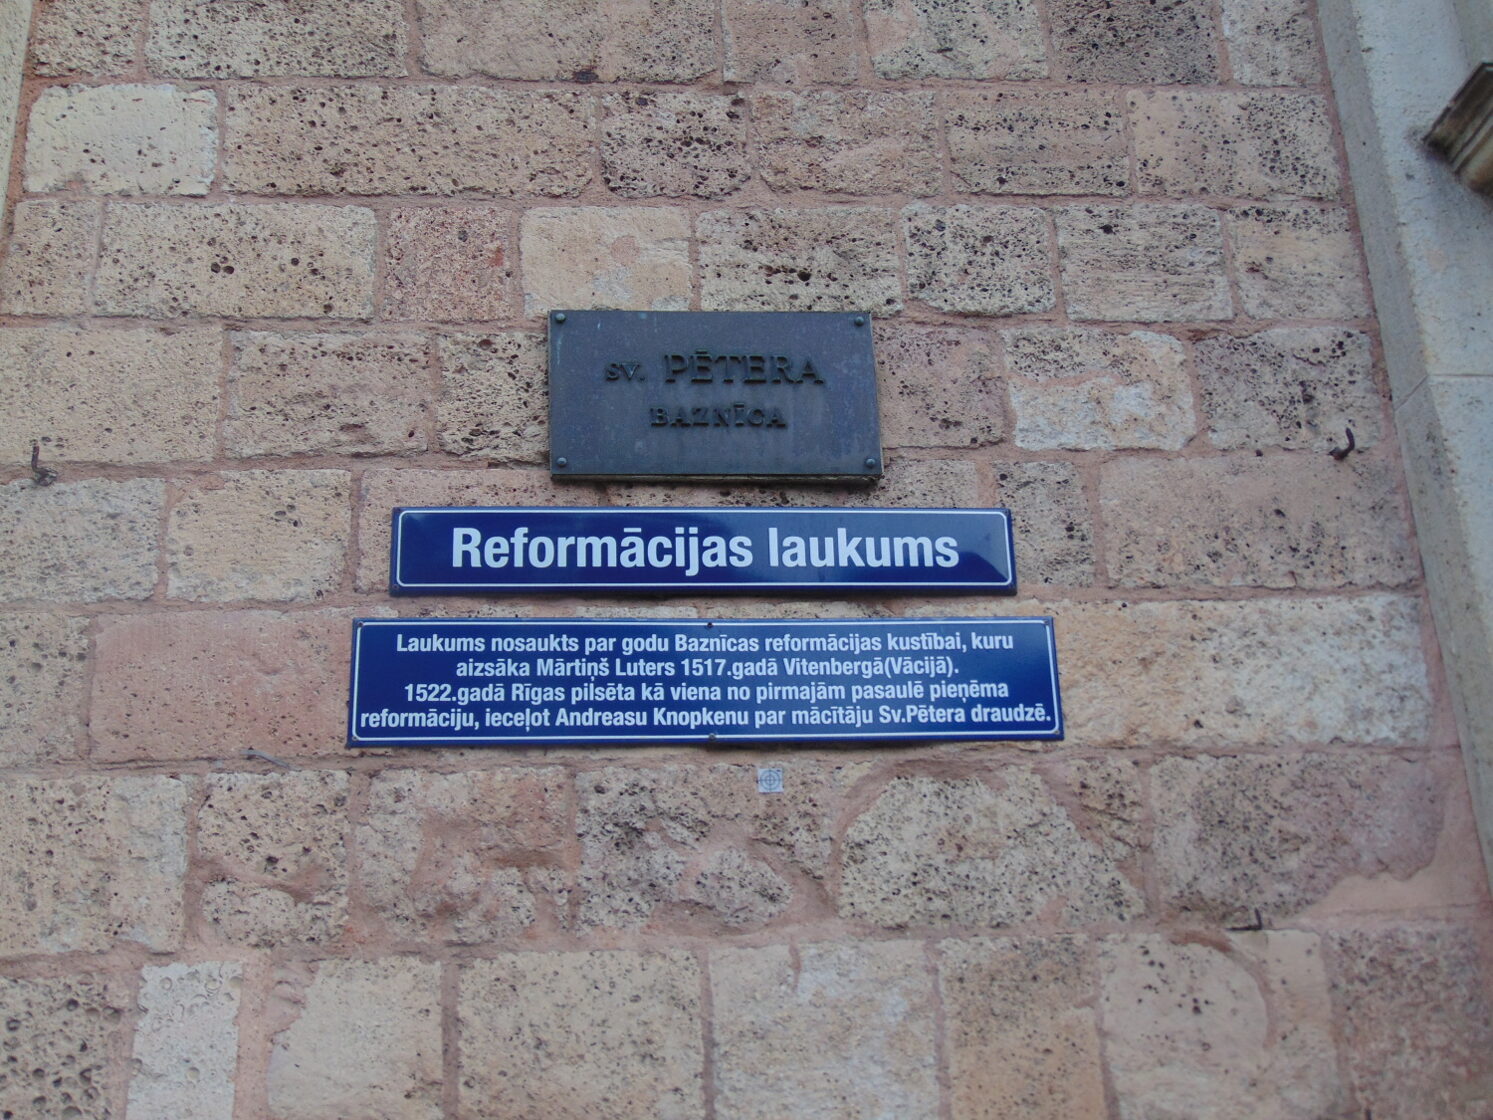 SV. PĒTERA
BAZNĪCA
Reformācijas laukums
Laukums nosaukts par godu Baznīcas reformācijas kustībai, kuru
aizsāka Mārtiņš Luters 1517.gadā Vitenbergā(Vācijā).
1522.gadā Rīgas pilsēta kā viena no pirmajām pasaulē pieņēma
reformāciju, ieceļot Andreasu Knopkenu par mācītāju Sv.Pētera draudzē.